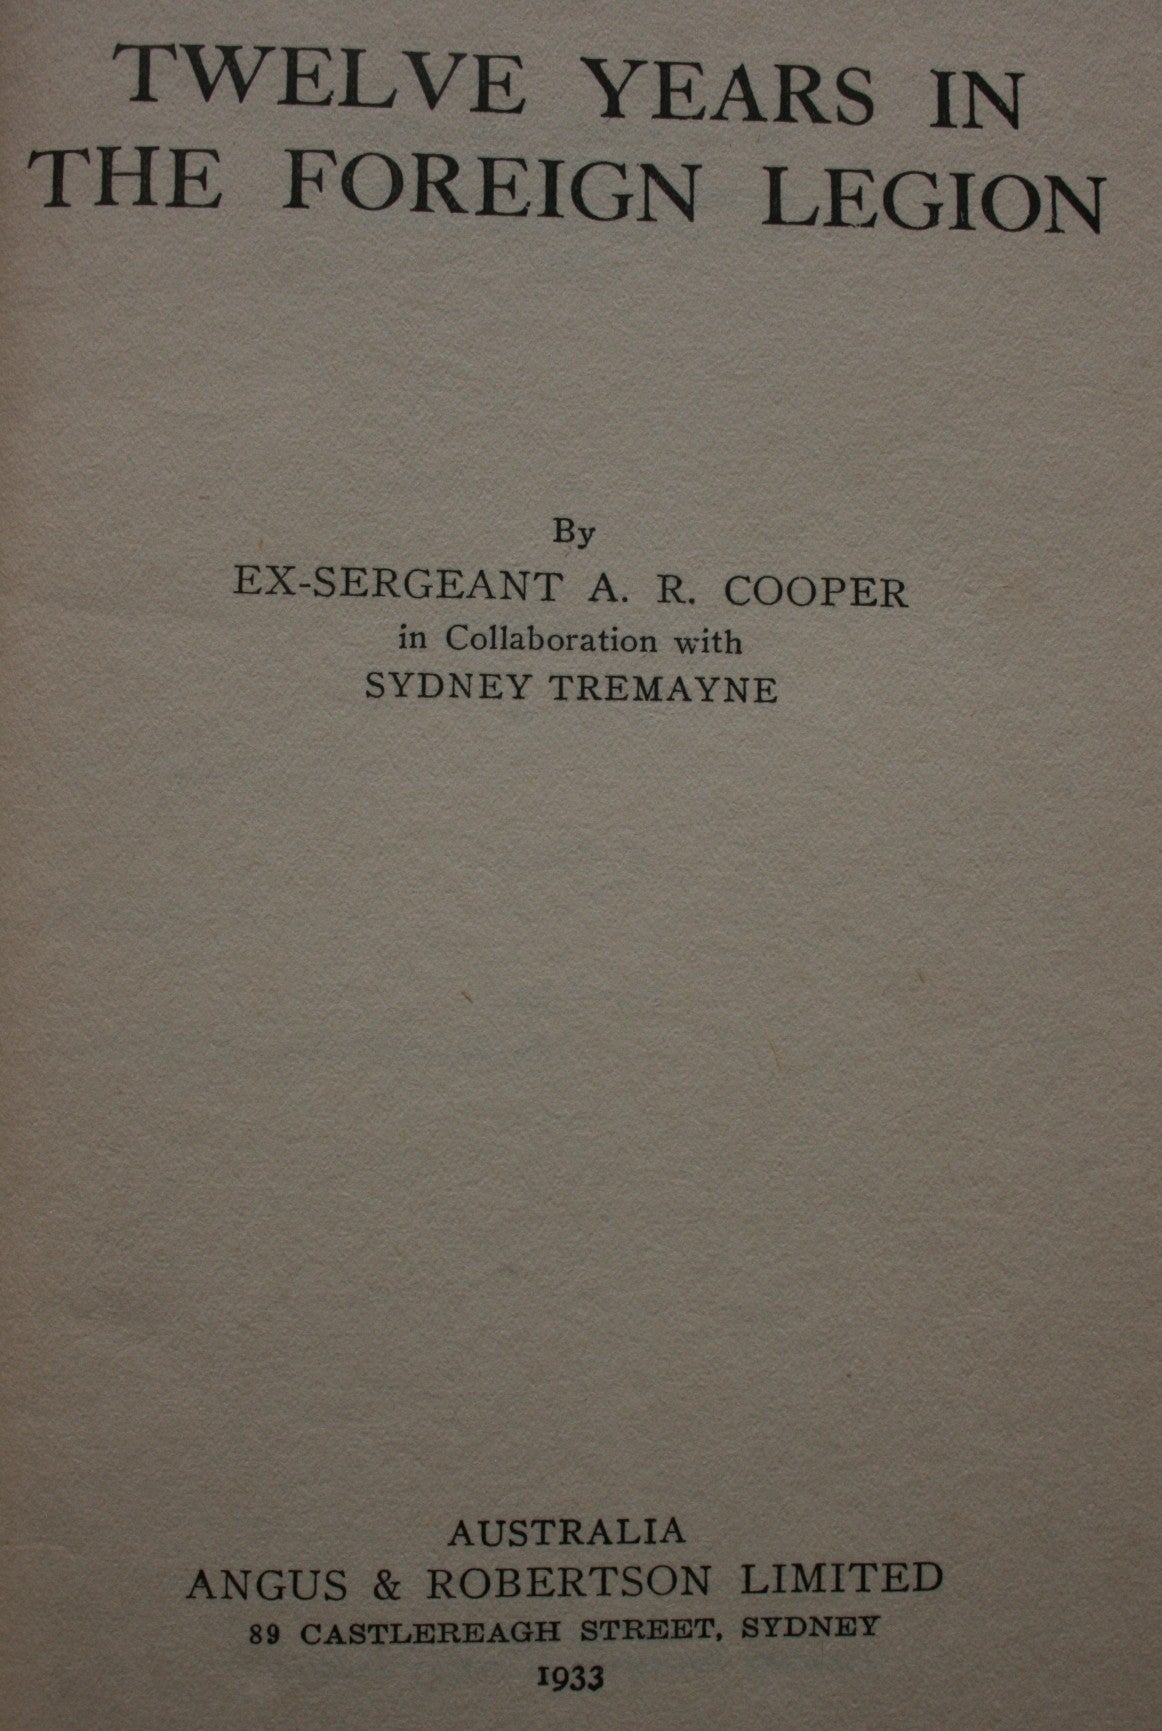 TWELVE YEARS IN
THE FOREIGN LEGION
By
EX-SERGEANT A. R. COOPER
in Collaboration with
SYDNEY TREMAYNE
AUSTRALIA
ANGUS & ROBERTSON LIMITED
89 CASTLEREAGH STREET, SYDNEY
1933